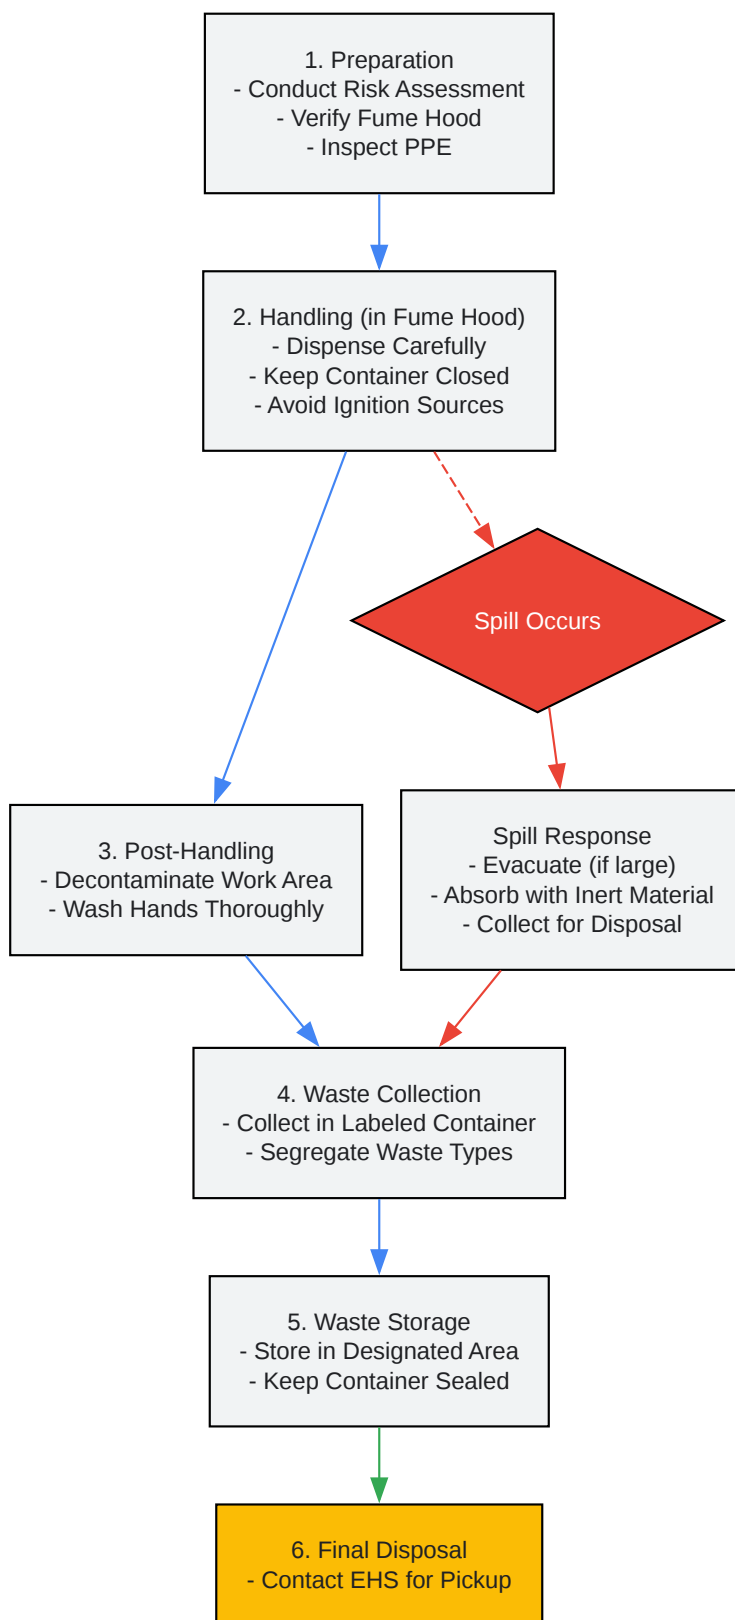 1. Preparation
- Conduct Risk Assessment
- Verify Fume Hood
- Inspect PPE
2. Handling (in Fume Hood)
- Dispense Carefully
- Keep Container Closed
- Avoid Ignition Sources
Spill Occurs
3. Post-Handling
- Decontaminate Work Area
- Wash Hands Thoroughly
Spill Response
- Evacuate (if large)
- Absorb with Inert Material
- Collect for Disposal
4. Waste Collection
- Collect in Labeled Container
- Segregate Waste Types
5. Waste Storage
- Store in Designated Area
- Keep Container Sealed
6. Final Disposal
- Contact EHS for Pickup